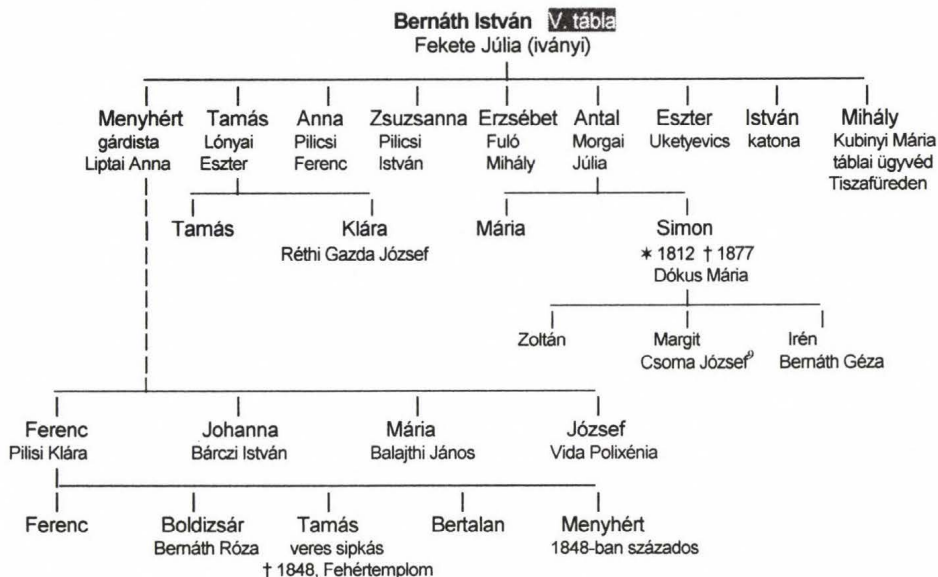 Bernáth István V. tábla
Fekete Júlia (iványi)
Menyhért Tamás Anna Zsuzsanna Erzsébet Antal Eszter István Mihály
gárdista Lónyai Pilicsi Pilicsi Fuló Morgai Uketyevics katona Kubinyi Mária
Liptai Anna Eszter Ferenc István Mihály Júlia táblai ügyvéd
Tiszafüreden
Tamás Klára Mária Simon
Réthi Gazda József ✶ 1812 † 1877
Dókus Mária
Zoltán Margit Irén
Csoma József⁹ Bernáth Géza
Ferenc Johanna Mária József
Pilisi Klára Bárczi István Balajthi János Vida Polixénia
Ferenc Boldizsár Tamás Bertalan Menyhért
Bernáth Róza veres sipkás 1848-ban százados
† 1848, Fehértemplom